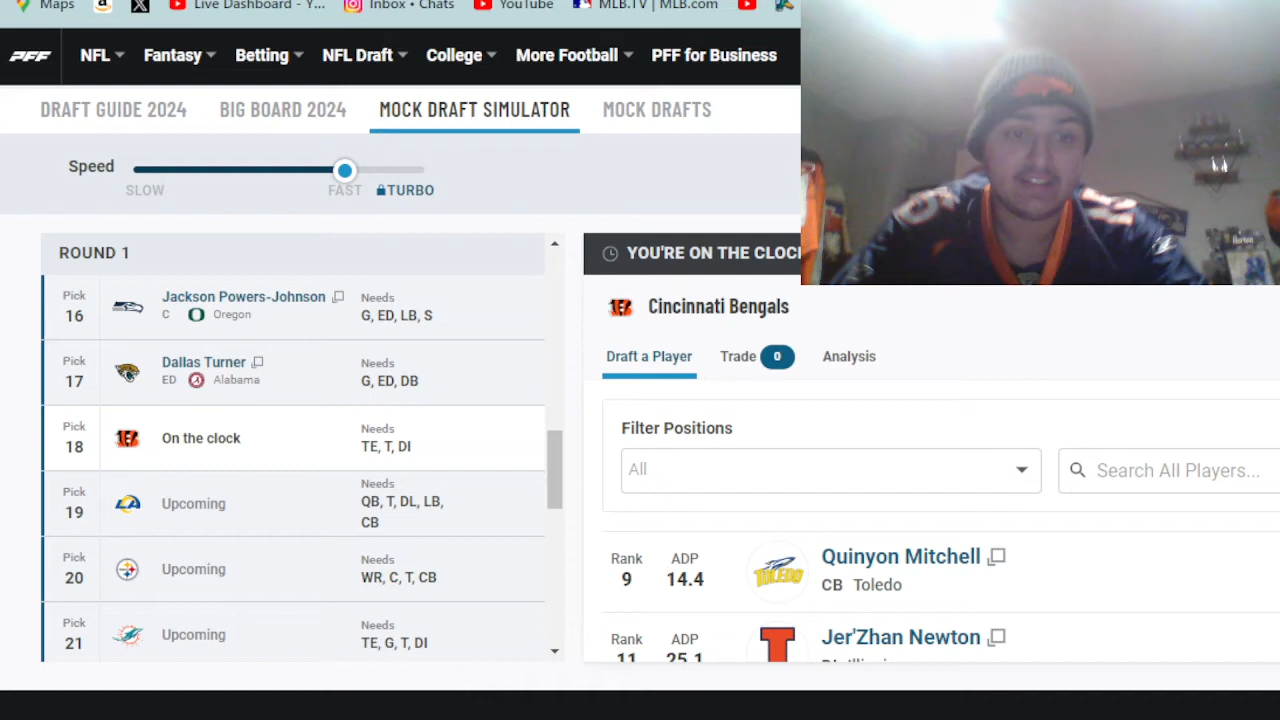 Maps
Live Dashboard - Y...
Inbox • Chats
YouTube
MLB.TV | MLB.com
PFF
NFL
Fantasy
Betting
NFL Draft
College
More Football
PFF for Business
DRAFT GUIDE 2024
BIG BOARD 2024
MOCK DRAFT SIMULATOR
MOCK DRAFTS
Speed
SLOW
FAST
TURBO
ROUND 1
Pick
16
Jackson Powers-Johnson
C
Oregon
Needs
G, ED, LB, S
Pick
17
Dallas Turner
ED
Alabama
Needs
G, ED, DB
Pick
18
On the clock
Needs
TE, T, DI
Pick
19
Upcoming
Needs
QB, T, DL, LB,
CB
Pick
20
Upcoming
Needs
WR, C, T, CB
Pick
21
Upcoming
Needs
TE, G, T, DI
YOU'RE ON THE CLOC
Cincinnati Bengals
Draft a Player
Trade 0
Analysis
Filter Positions
All
Search All Players...
Rank
9
ADP
14.4
TOLEDO
Quinyon Mitchell
CB Toledo
Rank
11
ADP
25.1
Jer'Zhan Newton